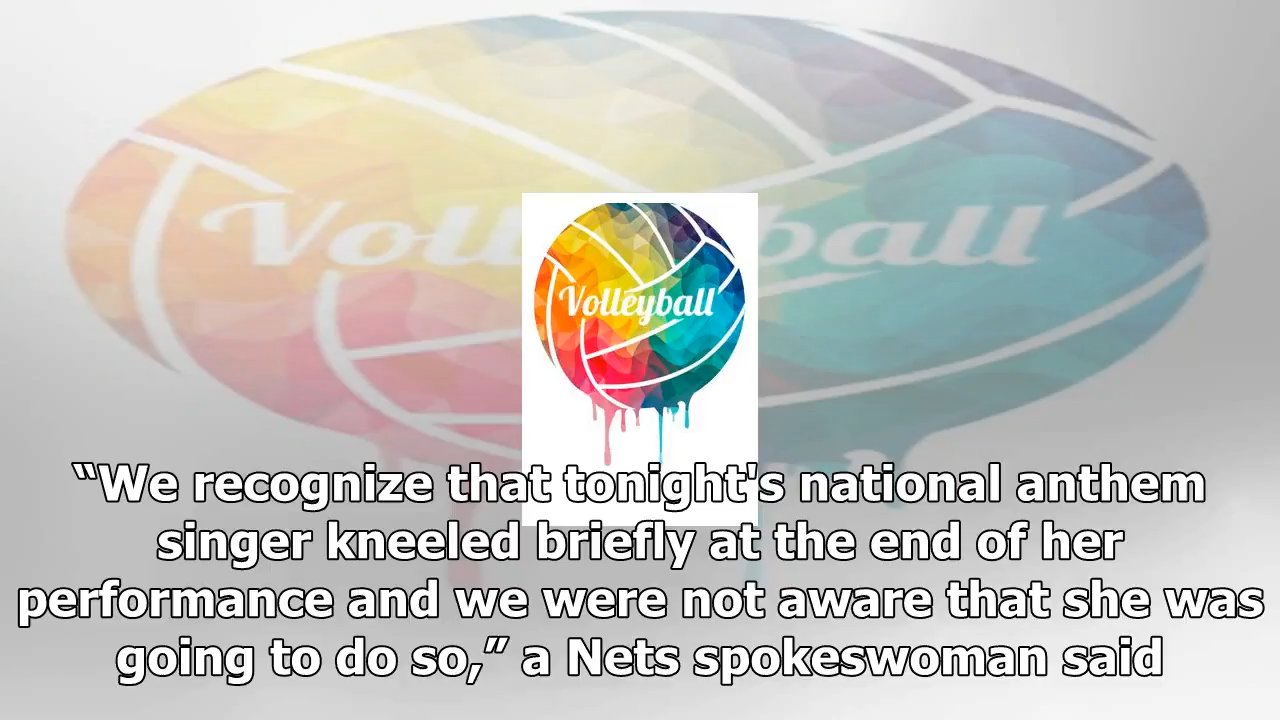 Volleyball
Volleyball
“We recognize that tonight's national anthem
singer kneeled briefly at the end of her
performance and we were not aware that she was
going to do so,” a Nets spokeswoman said